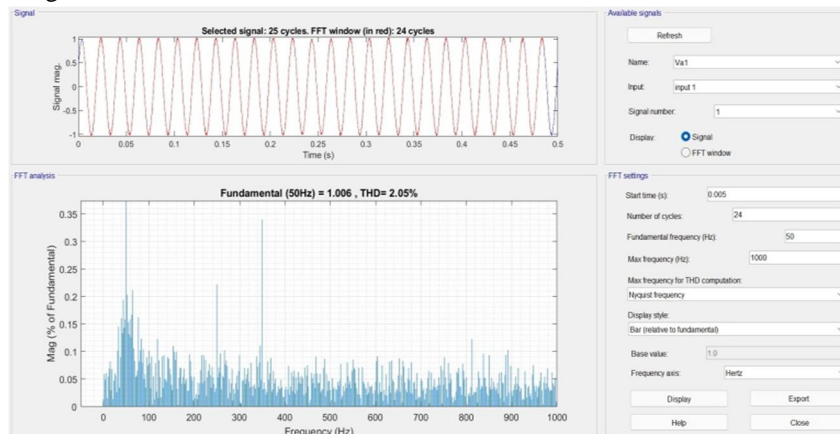 Signal
Selected signal: 25 cycles. FFT window (in red): 24 cycles
Signal mag.
1
0.5
0
-0.5
-1
0 0.05 0.1 0.15 0.2 0.25 0.3 0.35 0.4 0.45 0.5
Time (s)
FFT analysis
Fundamental (50Hz) = 1.006 , THD= 2.05%
Mag (% of Fundamental)
0.35
0.3
0.25
0.2
0.15
0.1
0.05
0
0 100 200 300 400 500 600 700 800 900 1000
Frequency (Hz)
Available signals
Refresh
Name: Va1
Input: input 1
Signal number: 1
Display: Signal
FFT window
FFT settings
Start time (s): 0.005
Number of cycles: 24
Fundamental frequency (Hz): 50
Max frequency (Hz): 1000
Max frequency for THD computation:
Nyquist frequency
Display style:
Bar (relative to fundamental)
Base value: 1.0
Frequency axis: Hertz
Display Export
Help Close